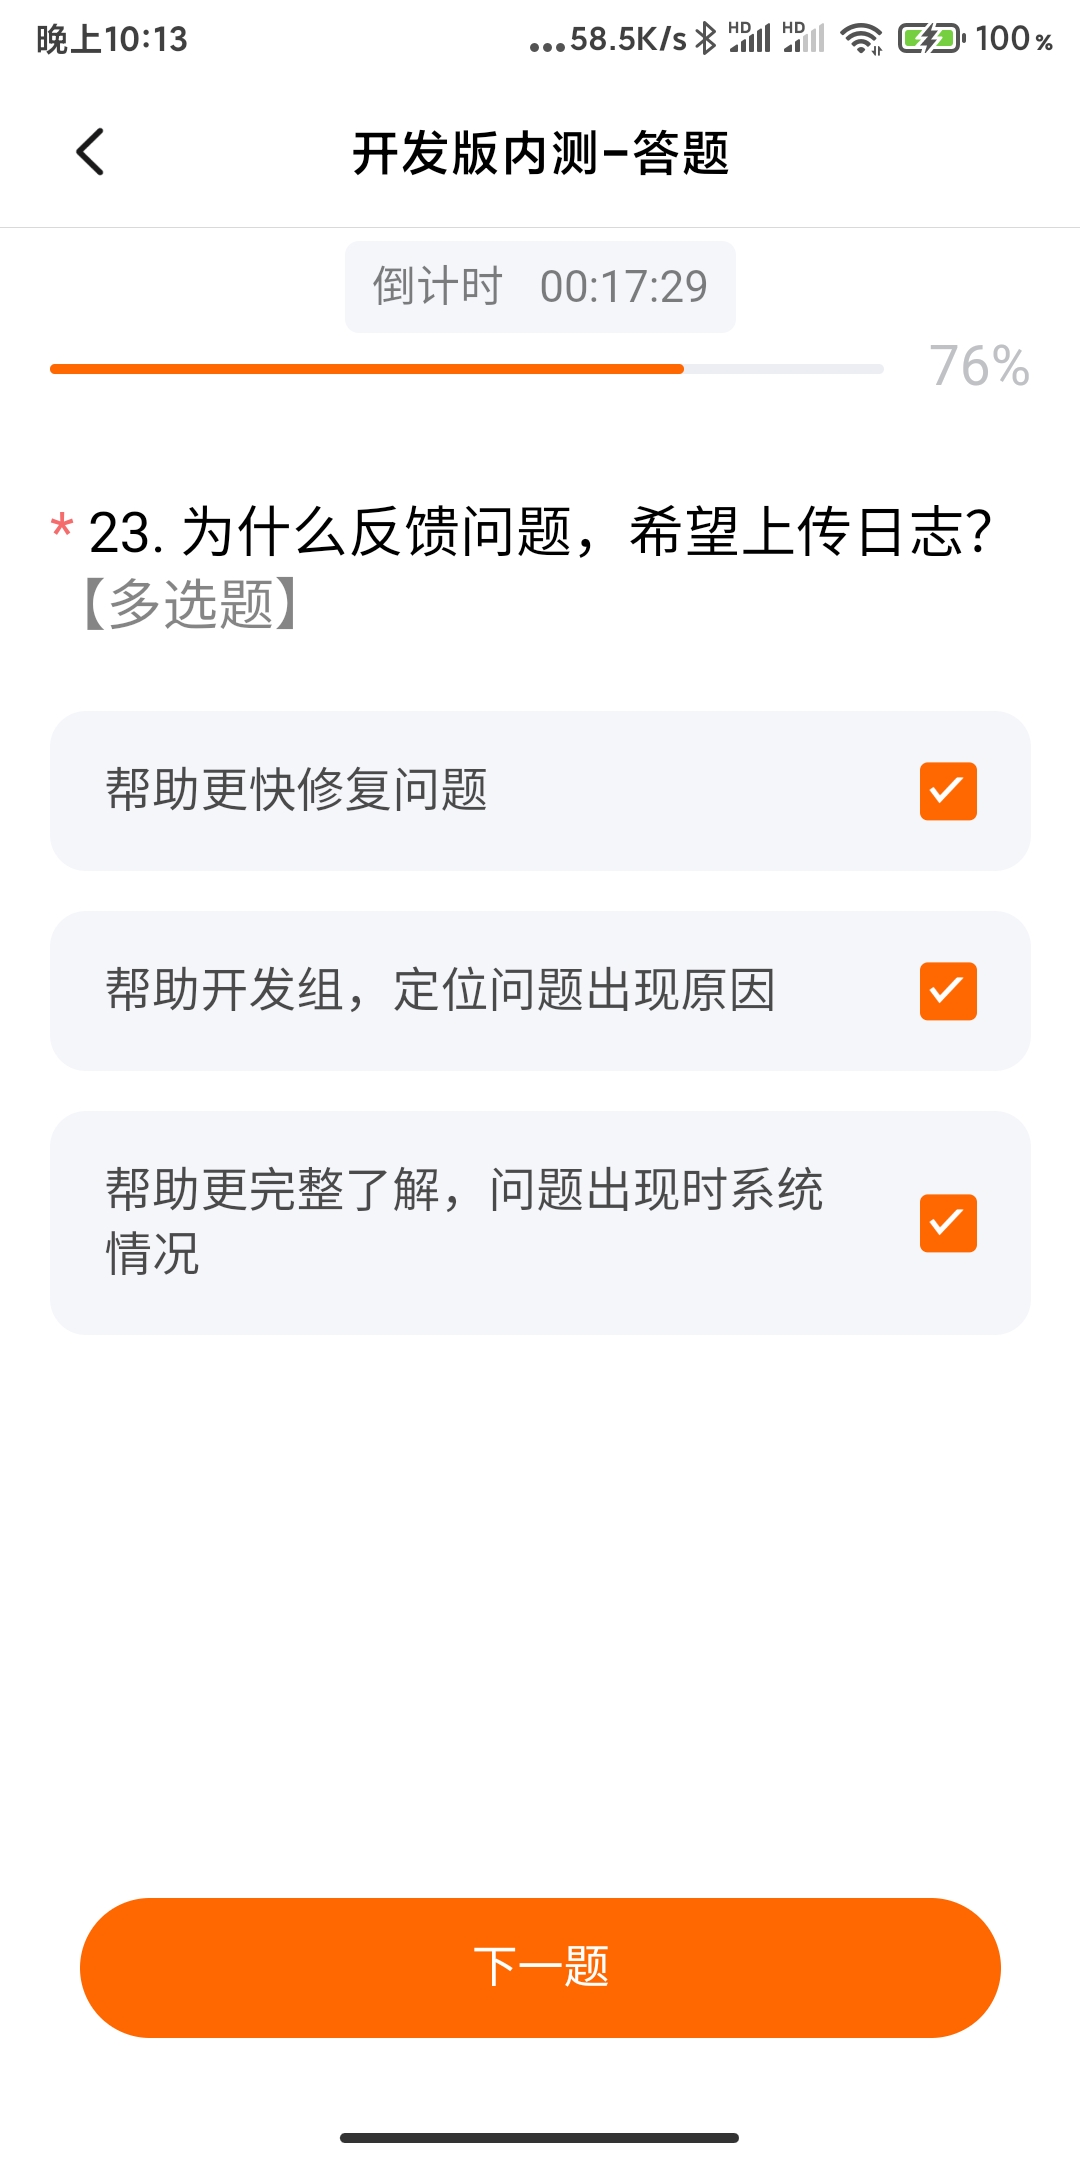 晚上10:13 ...58.5K/s HD HD 100%
开发版内测-答题
倒计时 00:17:29
76%
* 23. 为什么反馈问题，希望上传日志？
【多选题】
帮助更快修复问题
帮助开发组，定位问题出现原因
帮助更完整了解，问题出现时系统
情况
下一题